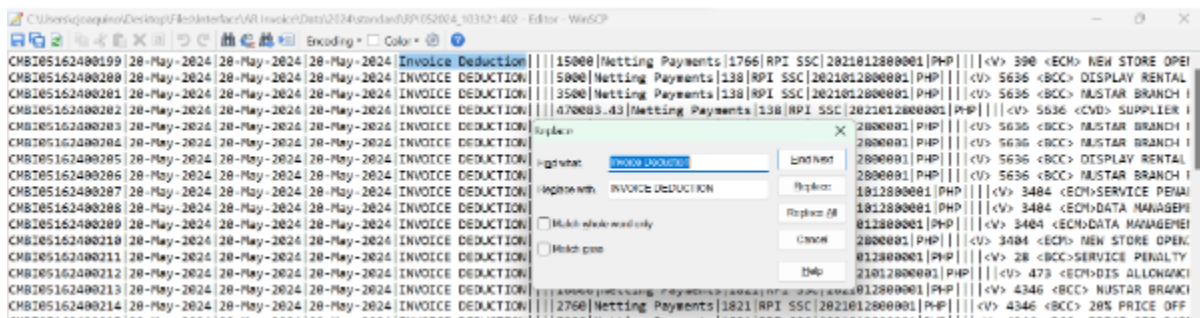 C:\Users\cjoaquino\Desktop\Files\Interface\AR Invoice\Data\2024\standard\RPI052024_103121.402 - Editor - WinSCP
Encoding Color
CMBI05162400199|20-May-2024|20-May-2024|20-May-2024|Invoice Deduction||||15000|Netting Payments|1766|RPI SSC|2021012800001|PHP||||<V> 390 <ECM> NEW STORE OPE
CMBI05162400200|20-May-2024|20-May-2024|20-May-2024|INVOICE DEDUCTION||||5000|Netting Payments|138|RPI SSC|2021012800001|PHP||||<V> 5636 <BCC> DISPLAY RENTAL
CMBI05162400201|20-May-2024|20-May-2024|20-May-2024|INVOICE DEDUCTION||||3500|Netting Payments|138|RPI SSC|2021012800001|PHP||||<V> 5636 <BCC> NUSTAR BRANCH
CMBI05162400202|20-May-2024|20-May-2024|20-May-2024|INVOICE DEDUCTION||||470083.43|Netting Payments|138|RPI SSC|2021012800001|PHP||||<V> 5636 <CVD> SUPPLIER
CMBI05162400203|20-May-2024|20-May-2024|20-May-2024|INVOICE DEDUCTION| 2800001|PHP||||<V> 5636 <BCC> NUSTAR BRANCH
CMBI05162400204|20-May-2024|20-May-2024|20-May-2024|INVOICE DEDUCTION| 2800001|PHP||||<V> 5636 <BCC> NUSTAR BRANCH
CMBI05162400205|20-May-2024|20-May-2024|20-May-2024|INVOICE DEDUCTION| 2800001|PHP||||<V> 5636 <BCC> DISPLAY RENTAL
CMBI05162400206|20-May-2024|20-May-2024|20-May-2024|INVOICE DEDUCTION| 2800001|PHP||||<V> 5636 <BCC> NUSTAR BRANCH
CMBI05162400207|20-May-2024|20-May-2024|20-May-2024|INVOICE DEDUCTION| 1012800001|PHP||||<V> 3404 <ECM>SERVICE PENA
CMBI05162400208|20-May-2024|20-May-2024|20-May-2024|INVOICE DEDUCTION| 012800001|PHP||||<V> 3404 <ECM>DATA MANAGEM
CMBI05162400209|20-May-2024|20-May-2024|20-May-2024|INVOICE DEDUCTION| 012800001|PHP||||<V> 3404 <ECM>DATA MANAGEM
CMBI05162400210|20-May-2024|20-May-2024|20-May-2024|INVOICE DEDUCTION| 2800001|PHP||||<V> 3404 <ECM> NEW STORE OPEN
CMBI05162400211|20-May-2024|20-May-2024|20-May-2024|INVOICE DEDUCTION| 12800001|PHP||||<V> 28 <BCC>SERVICE PENALTY
CMBI05162400212|20-May-2024|20-May-2024|20-May-2024|INVOICE DEDUCTION| 21012800001|PHP||||<V> 473 <ECM>DIS ALLOWANC
CMBI05162400213|20-May-2024|20-May-2024|20-May-2024|INVOICE DEDUCTION| Netting Payments|1821|RPI SSC|2021012800001|PHP||||<V> 4346 <BCC> NUSTAR BRANC
CMBI05162400214|20-May-2024|20-May-2024|20-May-2024|INVOICE DEDUCTION||||2760|Netting Payments|1821|RPI SSC|2021012800001|PHP||||<V> 4346 <BCC> 20% PRICE OFF
Replace
Find what: Invoice Deduction Find Next
Replace with: INVOICE DEDUCTION Replace
Match whole word only Replace All
Match case Cancel
Help